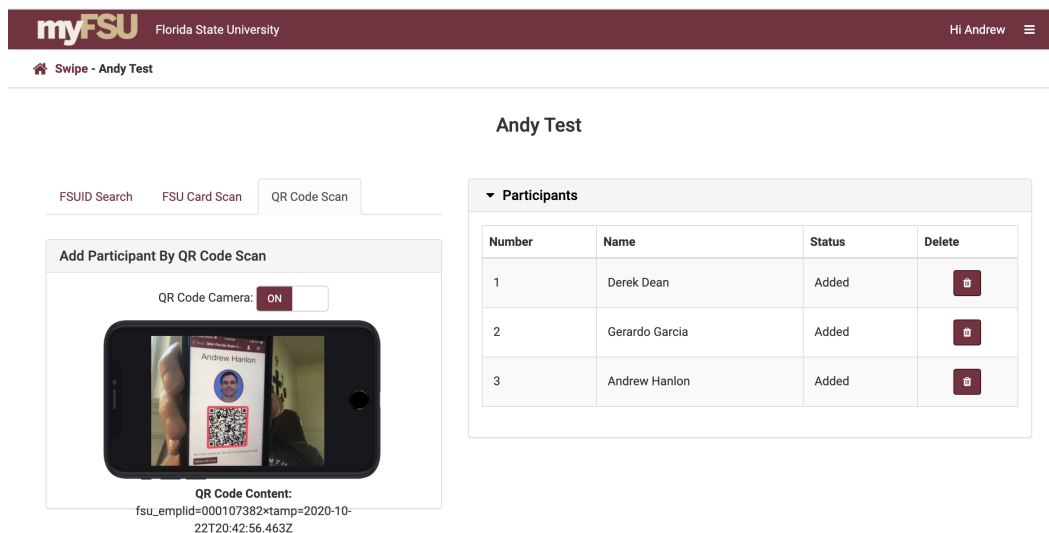 myFSU Florida State University Hi Andrew
Swipe - Andy Test
Andy Test
FSUID Search FSU Card Scan QR Code Scan
Add Participant By QR Code Scan
QR Code Camera: ON
Andrew Hanlon
QR Code Content:
fsu_emplid=000107382×tamp=2020-10-
22T20:42:56.463Z
Participants
Number Name Status Delete
1 Derek Dean Added
2 Gerardo Garcia Added
3 Andrew Hanlon Added